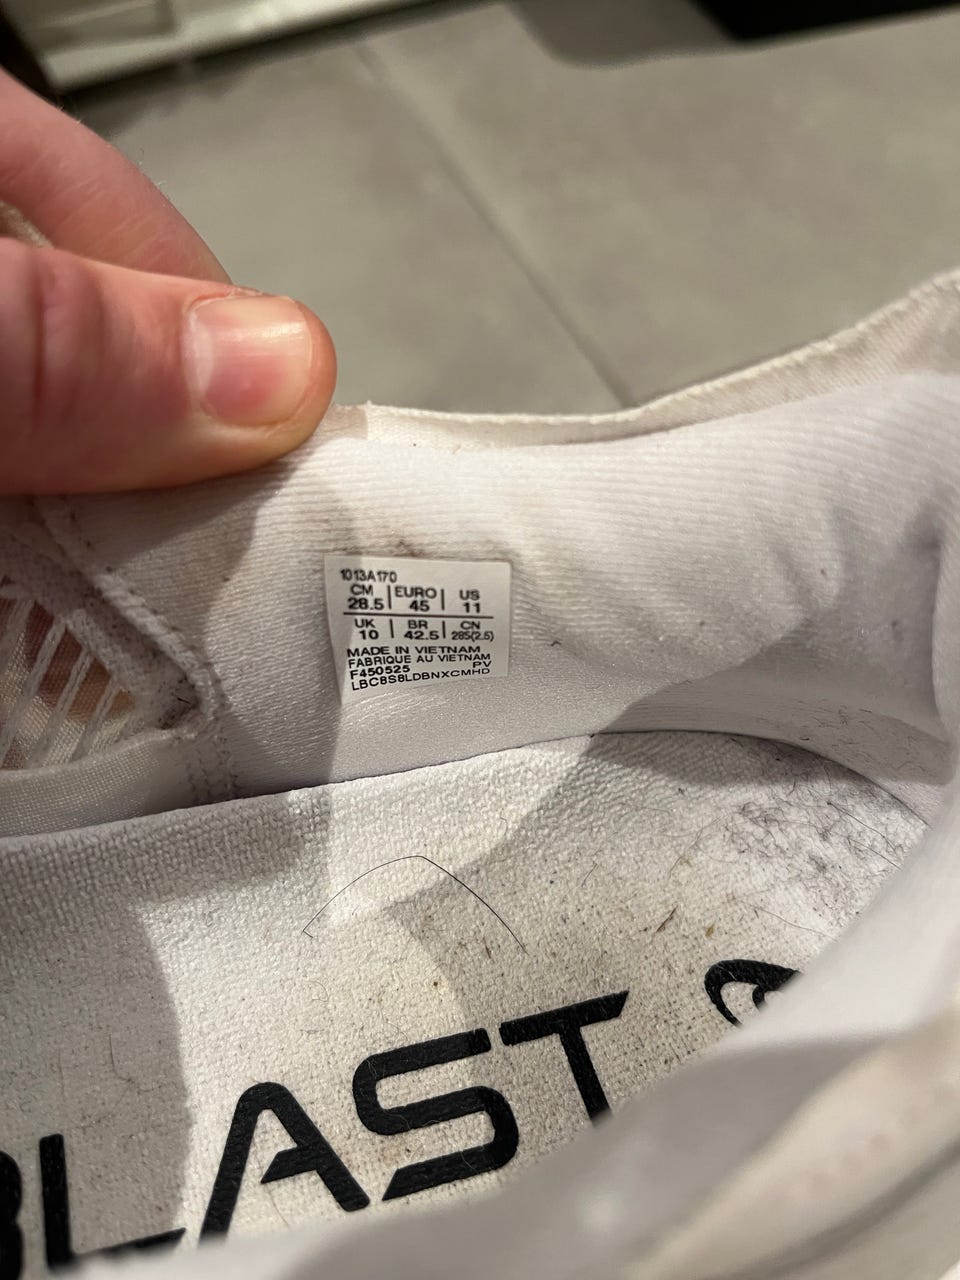 1013A170
CM | EURO | US
28.5 | 45 | 11
UK | BR | CN
10 | 42.5 | 285(2.5)
MADE IN VIETNAM
FABRIQUE AU VIETNAM
F450525 PV
LBC8S8LDBNXCMHD
BLAST